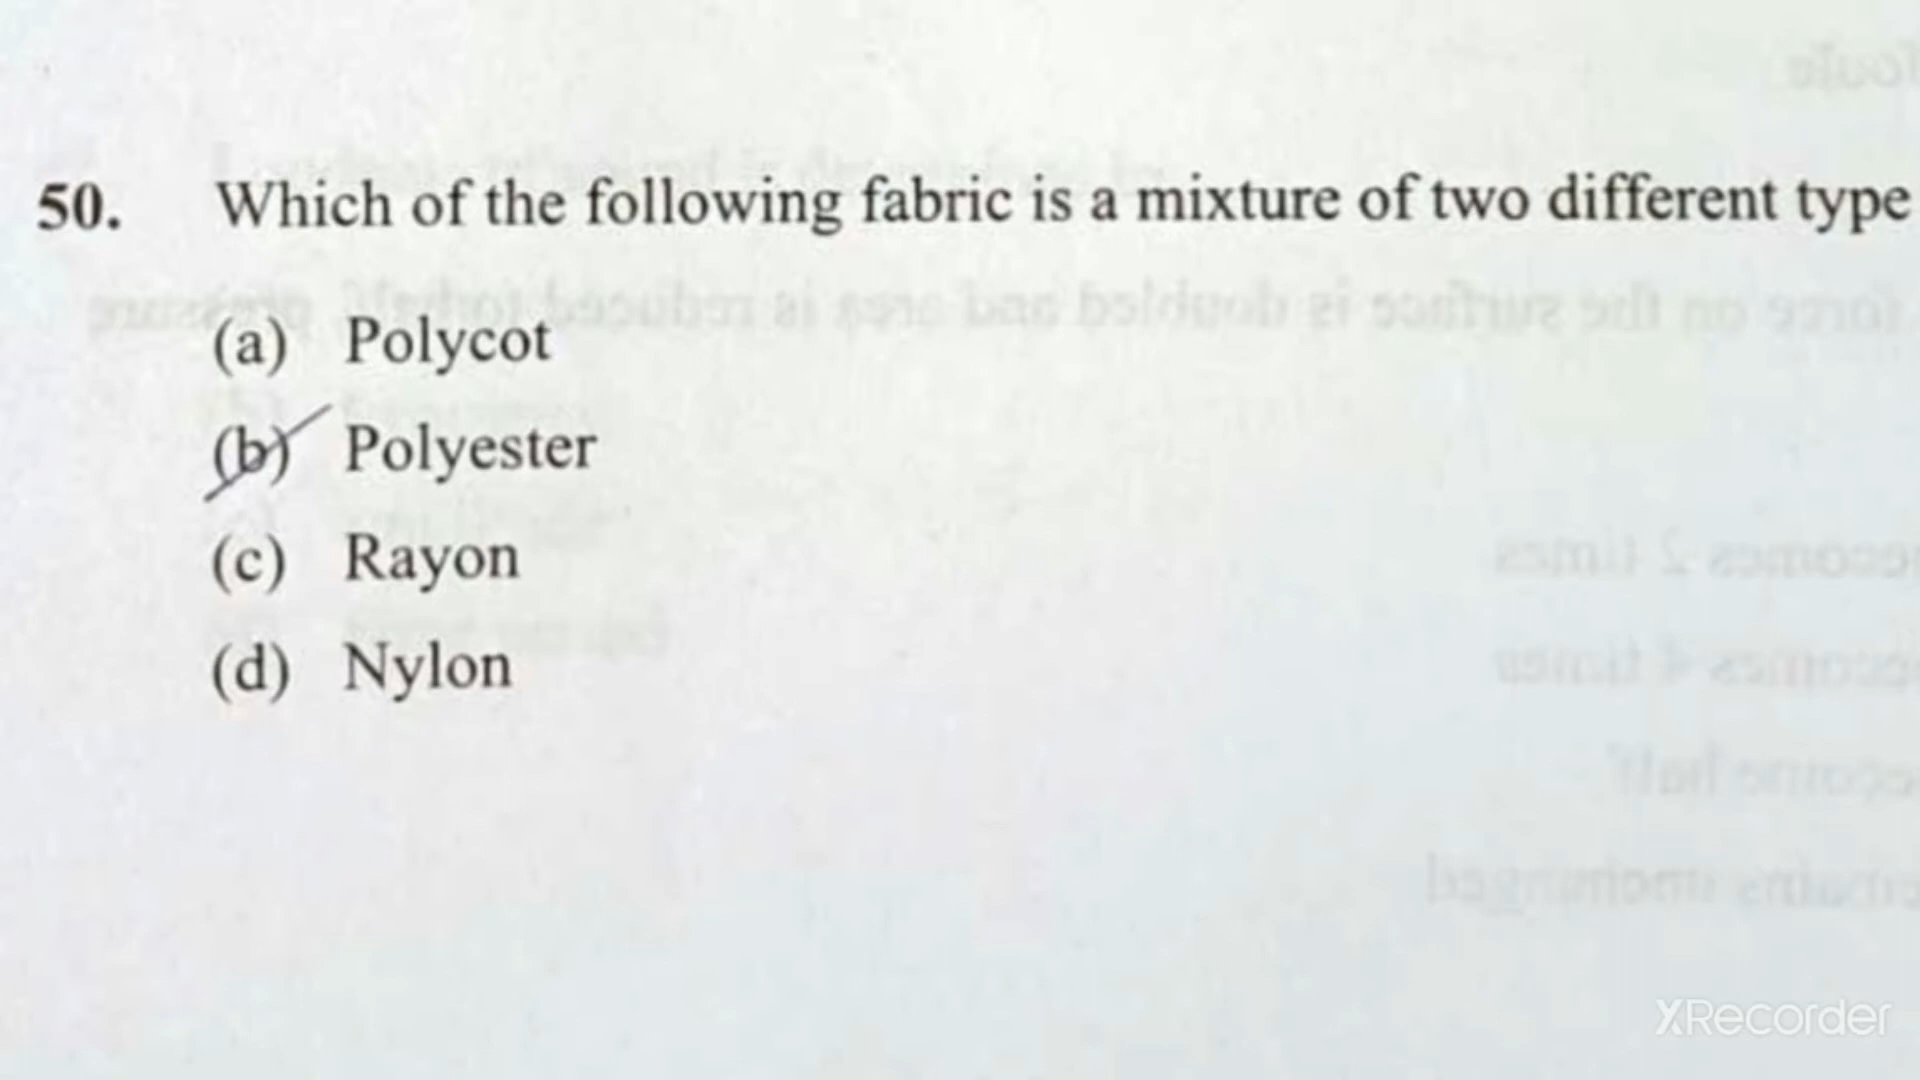 50. Which of the following fabric is a mixture of two different type
(a) Polycot
(b) Polyester
(c) Rayon
(d) Nylon
XRecorder